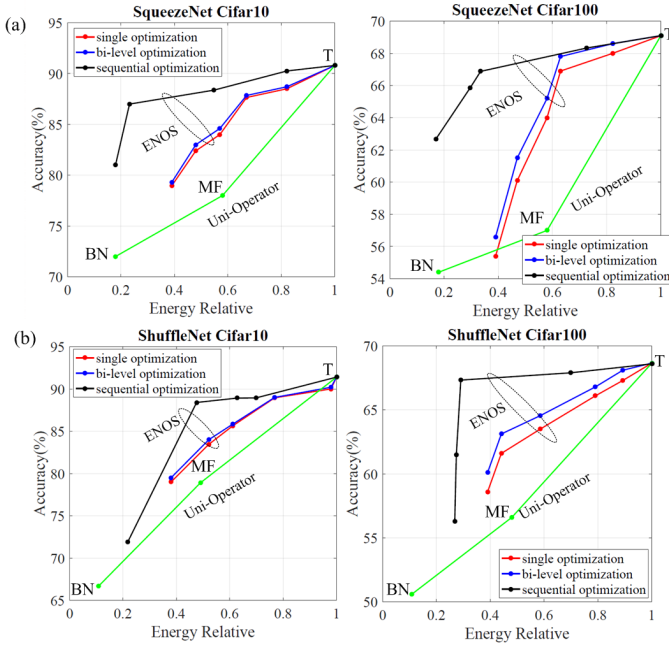 (a)
SqueezeNet Cifar10
95
90
85
80
75
70
0
0.2
0.4
0.6
0.8
1
Accuracy(%)
Energy Relative
single optimization
bi-level optimization
sequential optimization
T
ENOS
MF
BN
Uni-Operator
SqueezeNet Cifar100
70
68
66
64
62
60
58
56
54
0
0.2
0.4
0.6
0.8
1
Accuracy(%)
Energy Relative
T
ENOS
MF
BN
Uni-Operator
single optimization
bi-level optimization
sequential optimization
(b)
ShuffleNet Cifar10
95
90
85
80
75
70
65
0
0.2
0.4
0.6
0.8
1
Accuracy(%)
Energy Relative
single optimization
bi-level optimization
sequential optimization
T
ENOS
MF
BN
Uni-Operator
ShuffleNet Cifar100
70
65
60
55
50
0
0.2
0.4
0.6
0.8
1
Accuracy(%)
Energy Relative
T
ENOS
MF
BN
Uni-Operator
single optimization
bi-level optimization
sequential optimization